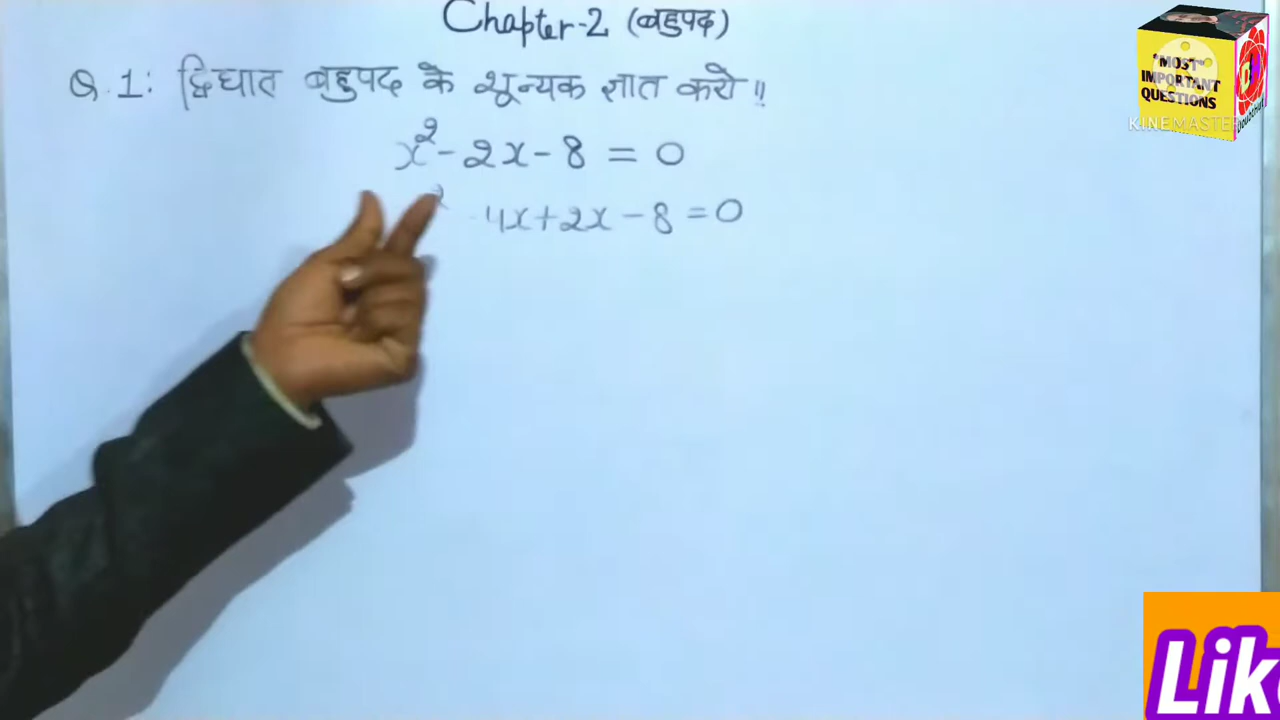 Chapter-2 (बहुपद)
Q.1: द्विघात बहुपद के शून्यक ज्ञात करो !!
x² - 2x - 8 = 0
² 4x + 2x - 8 = 0
"MOST"
IMPORTANT
QUESTIONS
KINEMASTER
Lik